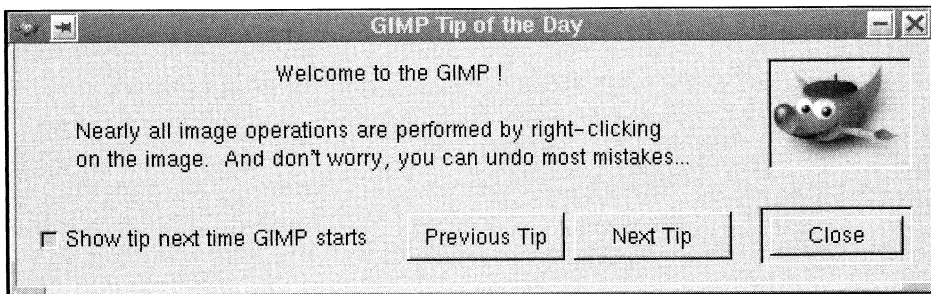 GIMP Tip of the Day
Welcome to the GIMP !
Nearly all image operations are performed by right-clicking
on the image. And don't worry, you can undo most mistakes...
Show tip next time GIMP starts
Previous Tip
Next Tip
Close